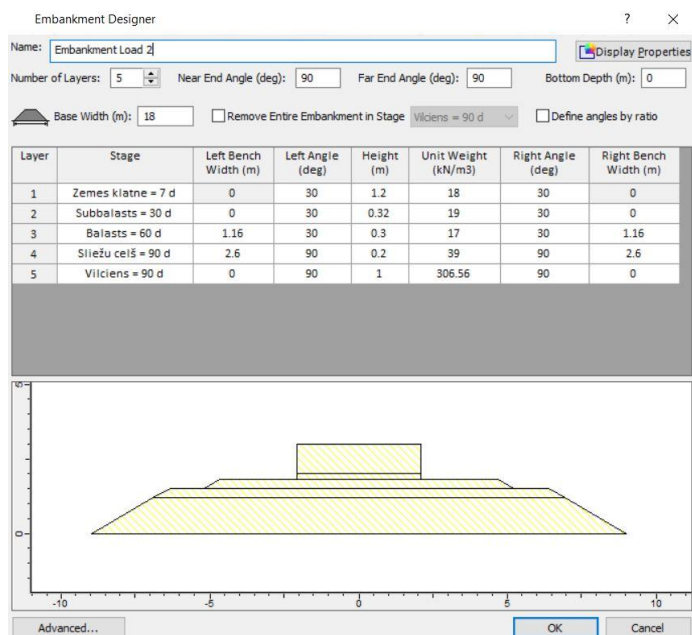 Embankment Designer ? ×
Name: Embankment Load 2 Display Properties
Number of Layers: 5 Near End Angle (deg): 90 Far End Angle (deg): 90 Bottom Depth (m): 0
Base Width (m): 18 Remove Entire Embankment in Stage Vilciens = 90 d Define angles by ratio
Layer Stage Left Bench Width (m) Left Angle (deg) Height (m) Unit Weight (kN/m3) Right Angle (deg) Right Bench Width (m)
1 Zemes klatne = 7 d 0 30 1.2 18 30 0
2 Subbalasts = 30 d 0 30 0.32 19 30 0
3 Balasts = 60 d 1.16 30 0.3 17 30 1.16
4 Sliežu celš = 90 d 2.6 90 0.2 39 90 2.6
5 Vilciens = 90 d 0 90 1 306.56 90 0
5
0
-10 -5 0 5 10
Advanced... OK Cancel